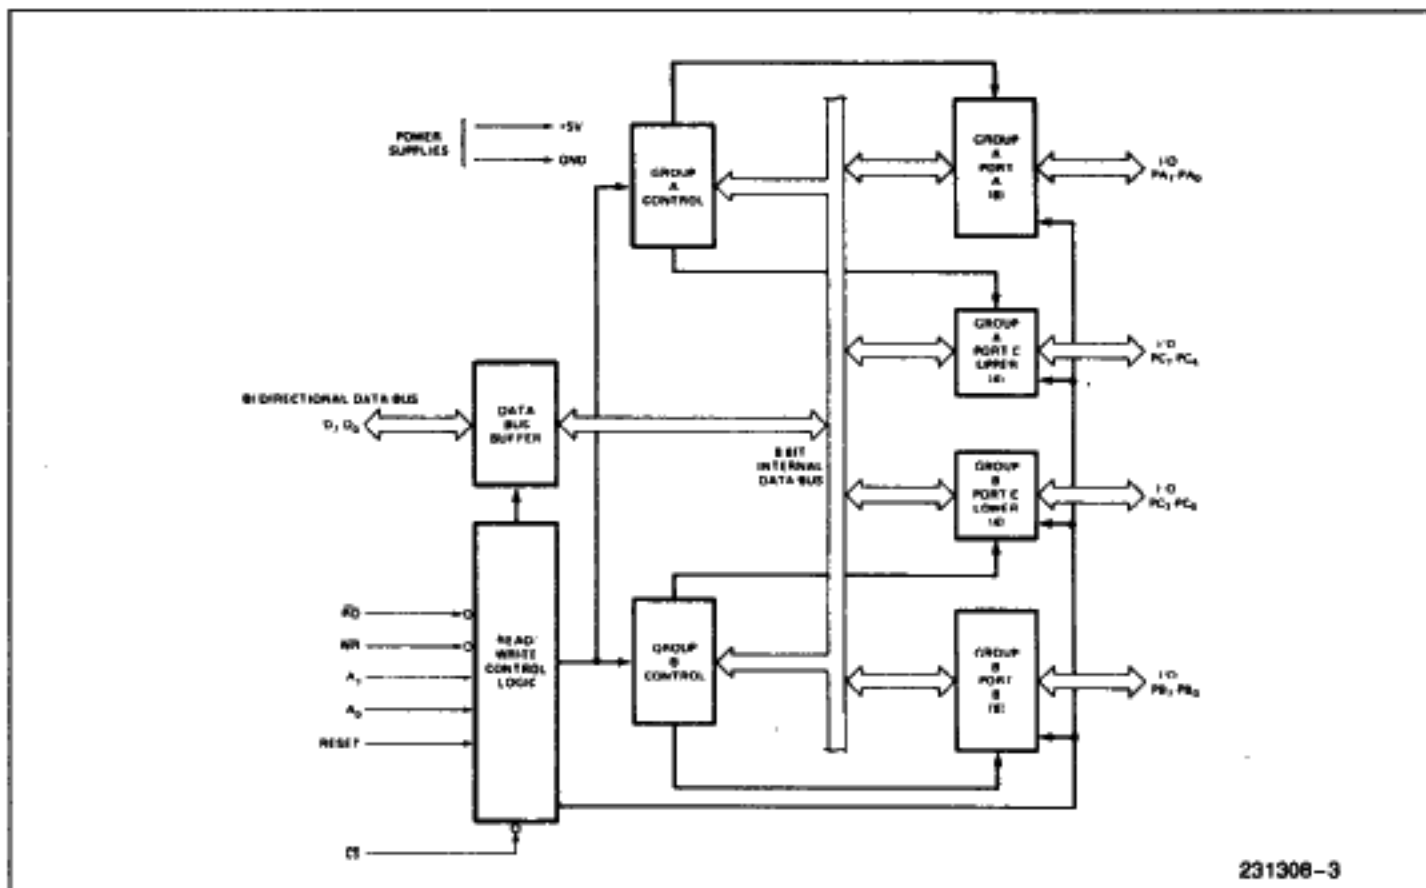 POWER
SUPPLIES
+5V
GND
GROUP
A
CONTROL
GROUP
A
PORT
A
(8)
I/O
PA7-PA0
GROUP
A
PORT C
UPPER
(4)
I/O
PC7-PC4
BI DIRECTIONAL DATA BUS
D7 D0
DATA
BUS
BUFFER
8 BIT
INTERNAL
DATA BUS
GROUP
B
PORT C
LOWER
(4)
I/O
PC3-PC0
RD
WR
A1
A0
RESET
CS
READ/
WRITE
CONTROL
LOGIC
GROUP
B
CONTROL
GROUP
B
PORT
B
(8)
I/O
PB7-PB0
231308-3